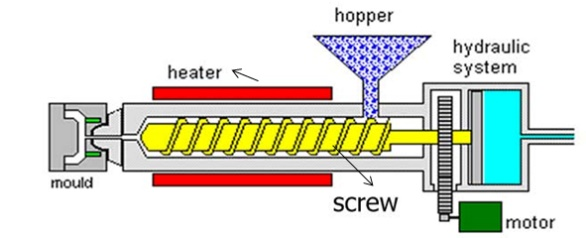 hopper
hydraulic
system
heater
mould
screw
motor